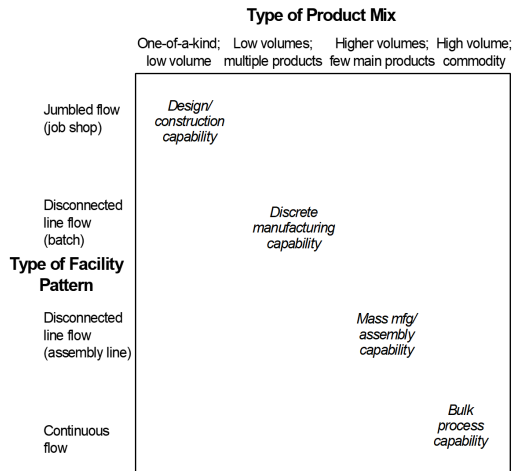 Type of Product Mix
One-of-a-kind;
low volume
Low volumes;
multiple products
Higher volumes;
few main products
High volume;
commodity
Jumbled flow
(job shop)
Design/
construction
capability
Disconnected
line flow
(batch)
Discrete
manufacturing
capability
Type of Facility
Pattern
Disconnected
line flow
(assembly line)
Mass mfg/
assembly
capability
Continuous
flow
Bulk
process
capability